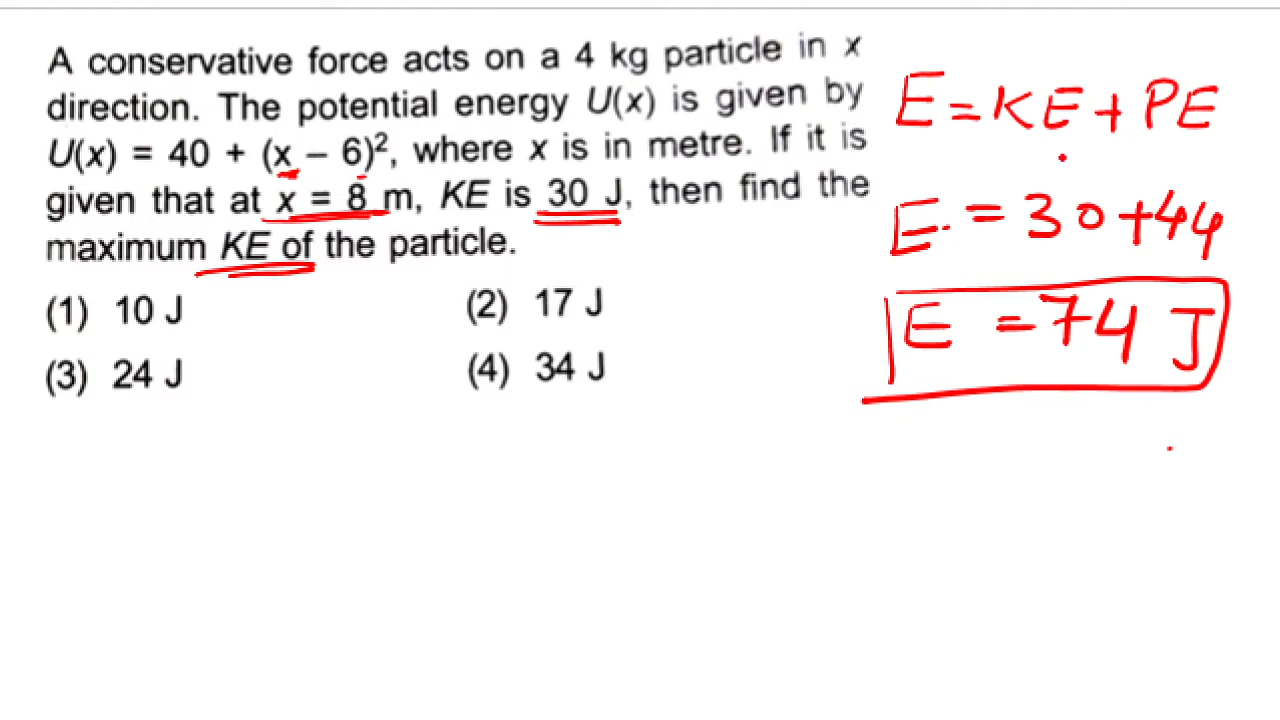 A conservative force acts on a 4 kg particle in x
direction. The potential energy U(x) is given by
U(x) = 40 + (x – 6)², where x is in metre. If it is
given that at x = 8 m, KE is 30 J, then find the
maximum KE of the particle.
(1) 10 J (2) 17 J
(3) 24 J (4) 34 J
E = KE + PE
E = 30 + 44
E = 74 J